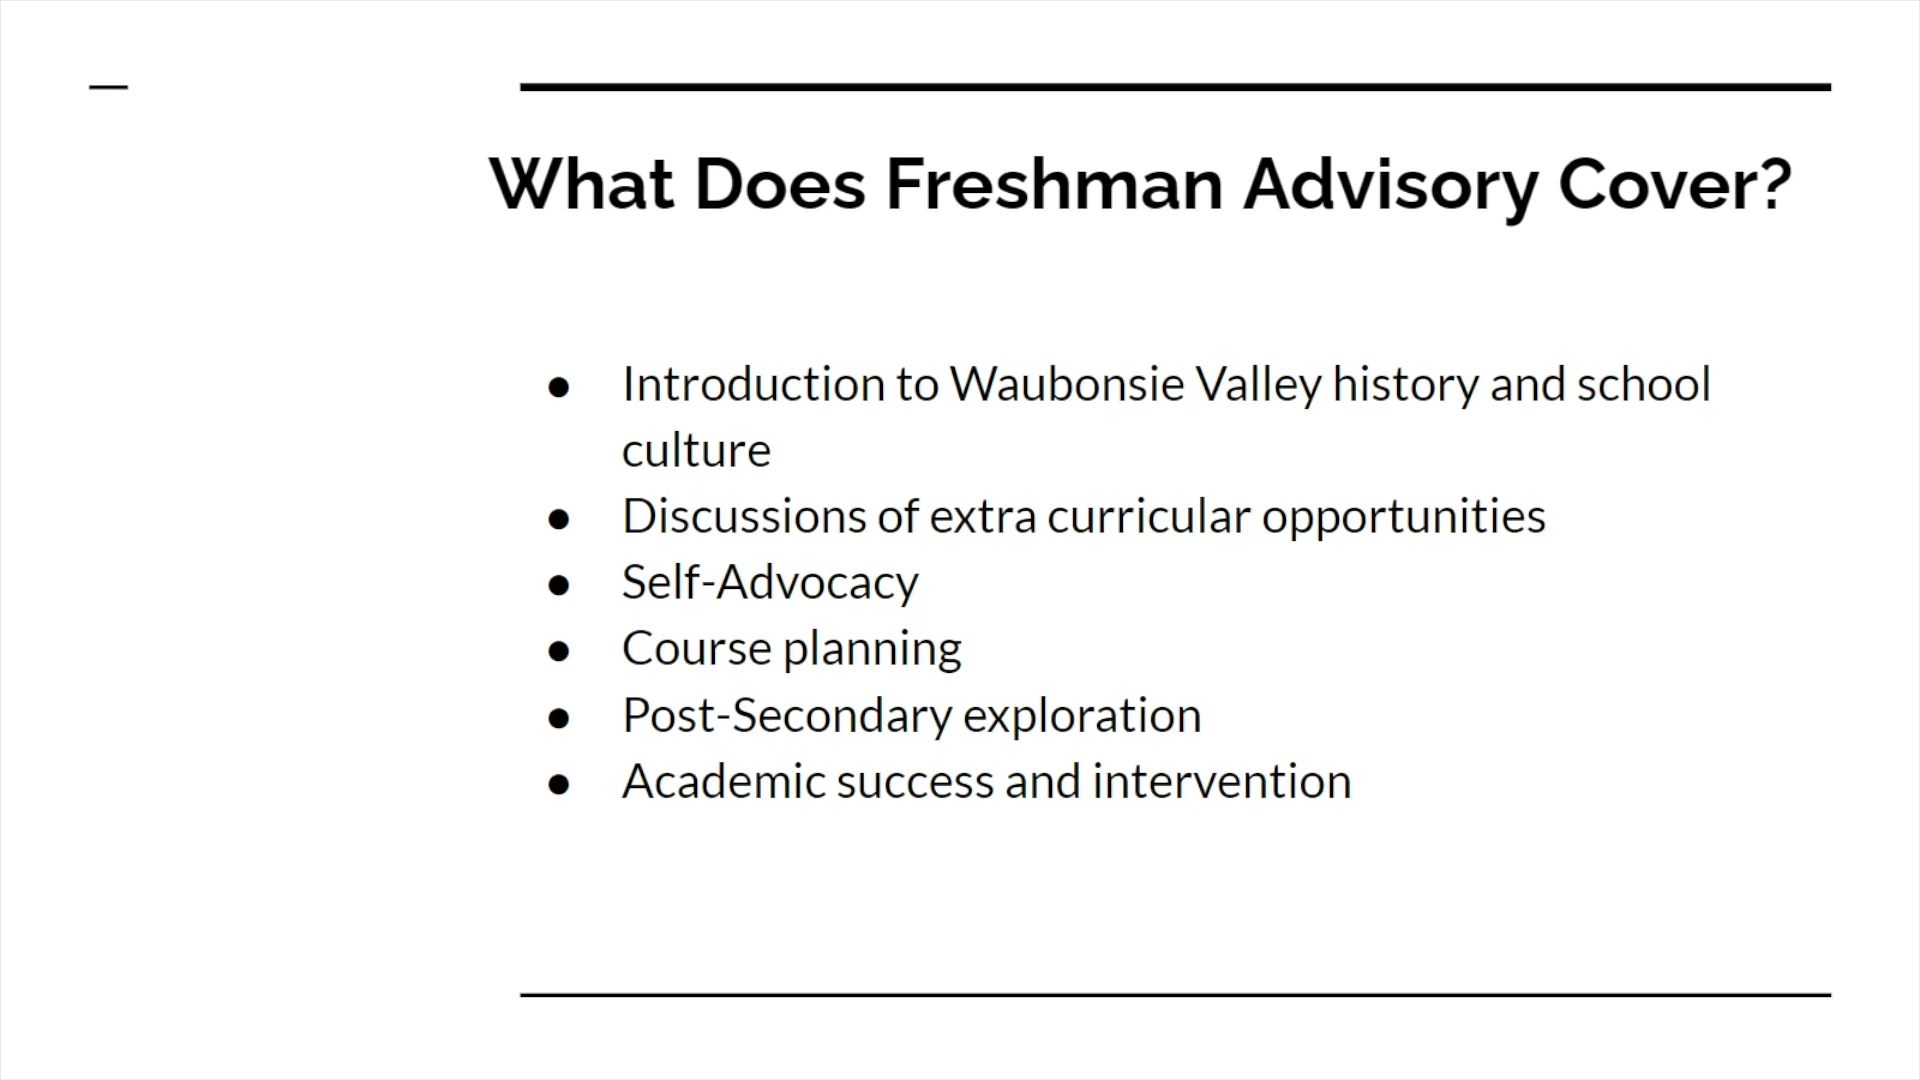 What Does Freshman Advisory Cover?
● Introduction to Waubonsie Valley history and school
culture
● Discussions of extra curricular opportunities
● Self-Advocacy
● Course planning
● Post-Secondary exploration
● Academic success and intervention